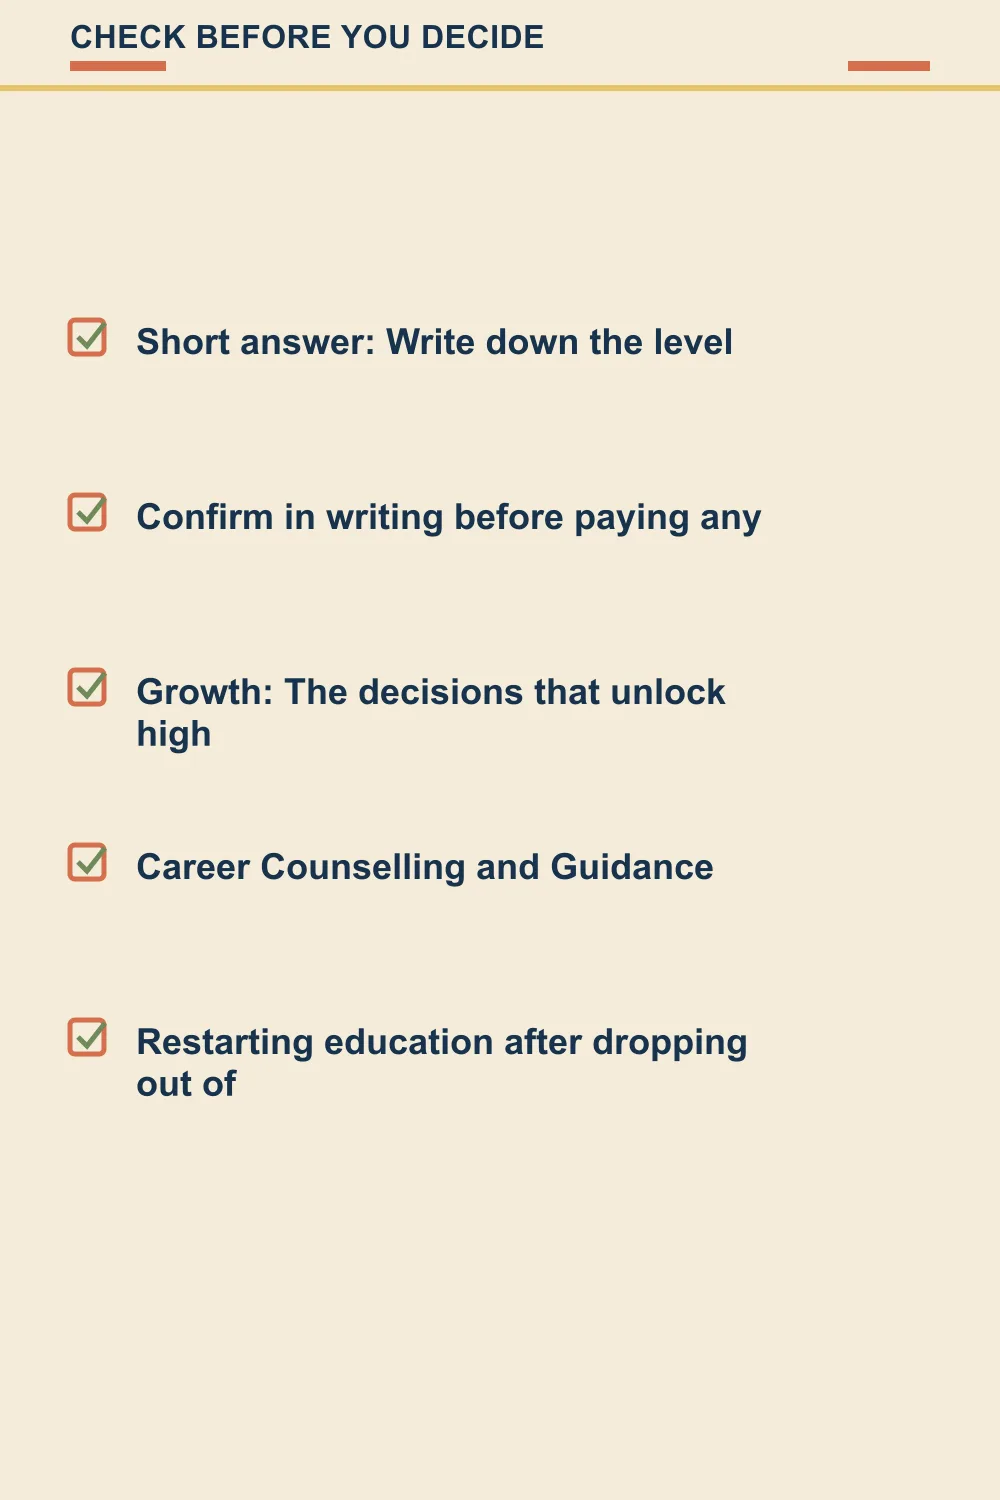 CHECK BEFORE YOU DECIDE
Short answer: Write down the level
Confirm in writing before paying any
Growth: The decisions that unlock
high
Career Counselling and Guidance
Restarting education after dropping
out of